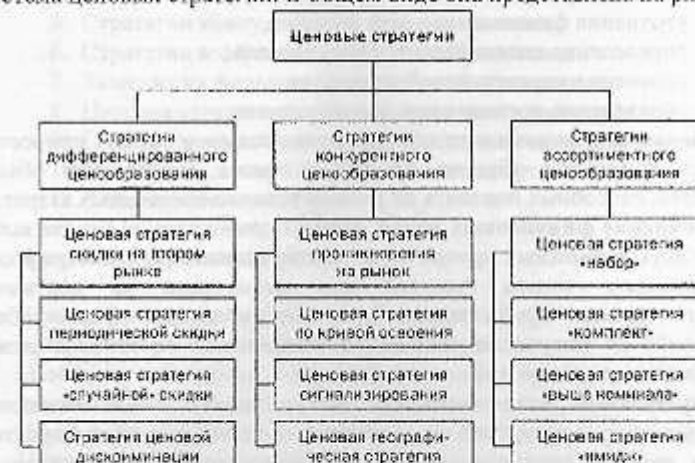 Ценовые стратегии
Стратегии
дифференцированного
ценообразования
Стратегии
конкурентного
ценообразования
Стратегии
ассортиментного
ценообразования
Ценовая стратегия
скидки на втором
рынке
Ценовая стратегия
проникновения
на рынок
Ценовая стратегия
«набор»
Ценовая стратегия
периодической скидки
Ценовая стратегия
по кривой освоения
Ценовая стратегия
«комплект»
Ценовая стратегия
«случайной» скидки
Ценовая стратегия
сигнализирования
Ценовая стратегия
«выше номинала»
Стратегия ценовой
дискриминации
Ценовая географи-
ческая стратегия
Ценовая стратегия
«имидж»